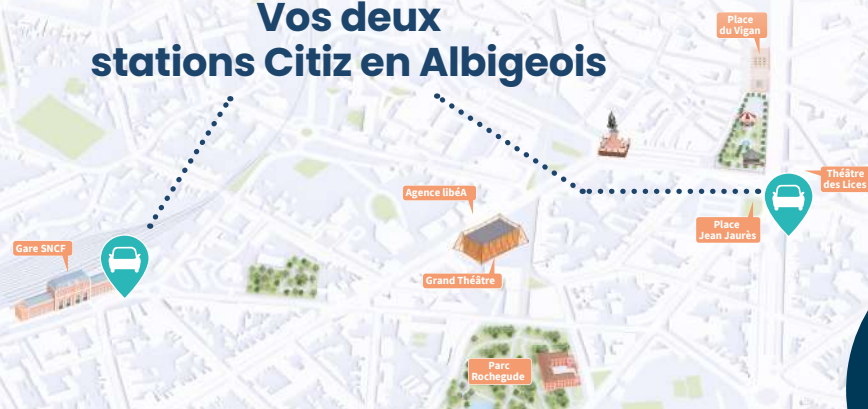 Vos deux
stations Citiz en Albigeois
Place
du Vigan
Théâtre
des Lices
Agence libéA
Place
Jean Jaurès
Gare SNCF
Grand Théâtre
Parc
Rochegude